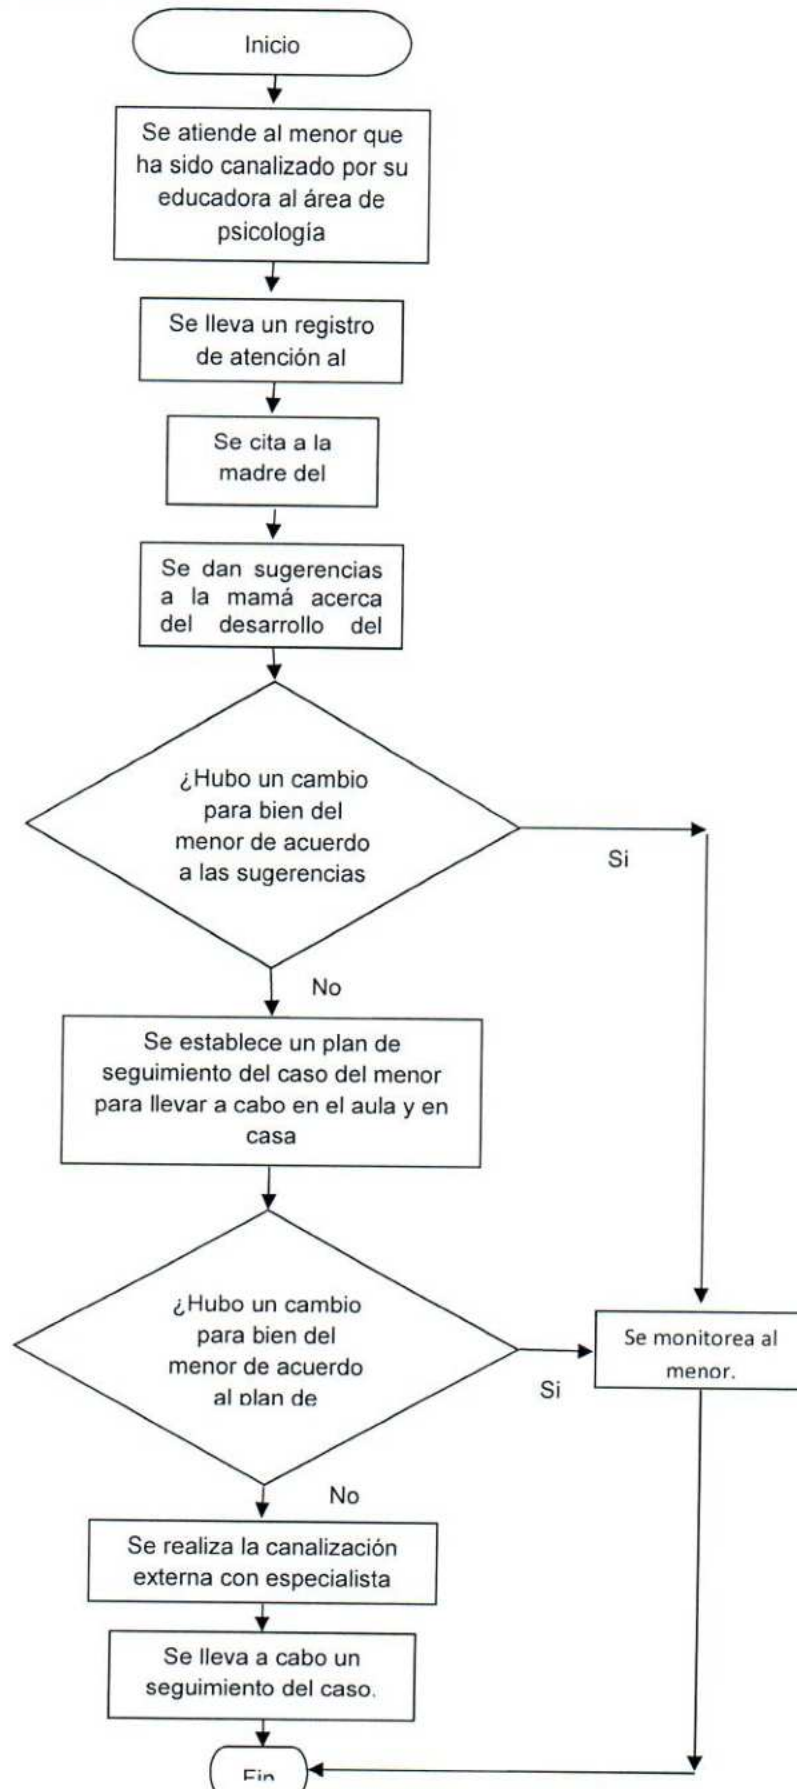 Inicio
Se atiende al menor que
ha sido canalizado por su
educadora al área de
psicología
Se lleva un registro
de atención al
Se cita a la
madre del
Se dan sugerencias
a la mamá acerca
del desarrollo del
¿Hubo un cambio
para bien del
menor de acuerdo
a las sugerencias
Si
No
Se establece un plan de
seguimiento del caso del menor
para llevar a cabo en el aula y en
casa
¿Hubo un cambio
para bien del
menor de acuerdo
al plan de
Si
Se monitorea al
menor.
No
Se realiza la canalización
externa con especialista
Se lleva a cabo un
seguimiento del caso.
Fin